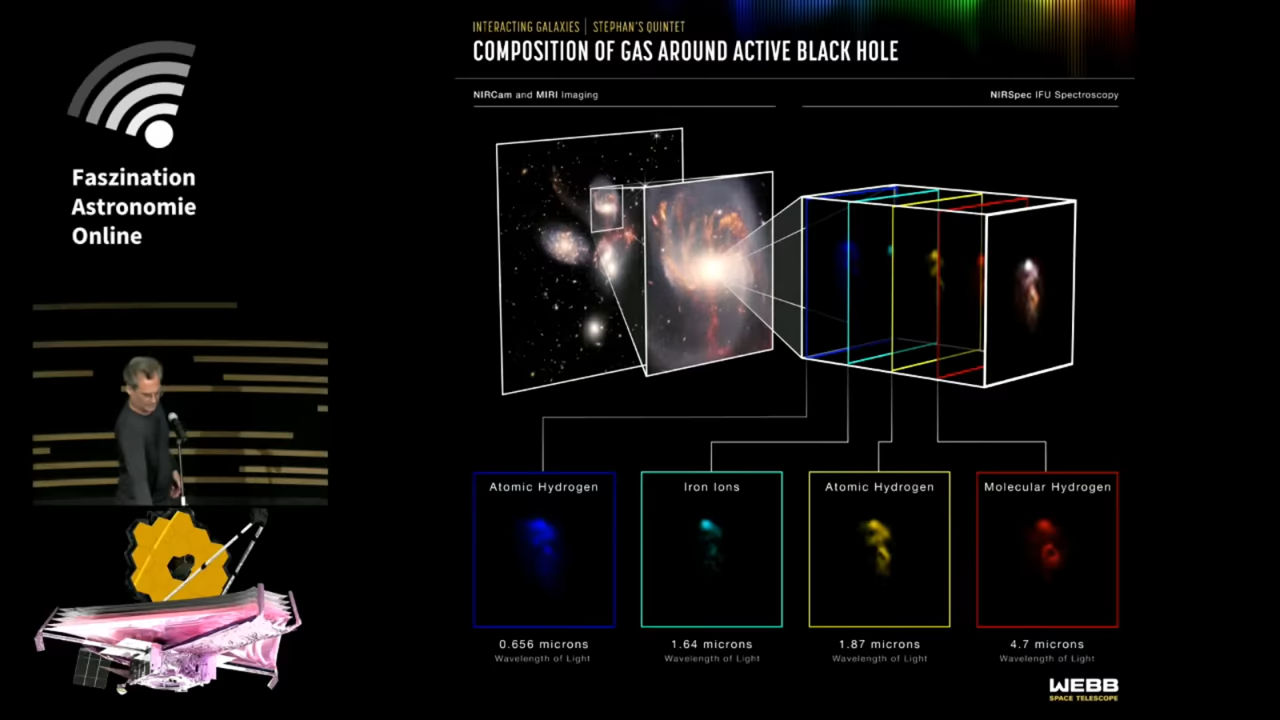 Faszination
Astronomie
Online
INTERACTING GALAXIES | STEPHAN'S QUINTET
COMPOSITION OF GAS AROUND ACTIVE BLACK HOLE
NIRCam and MIRI Imaging
NIRSpec IFU Spectroscopy
Atomic Hydrogen
Iron Ions
Atomic Hydrogen
Molecular Hydrogen
0.656 microns
Wavelength of Light
1.64 microns
Wavelength of Light
1.87 microns
Wavelength of Light
4.7 microns
Wavelength of Light
WEBB
SPACE TELESCOPE